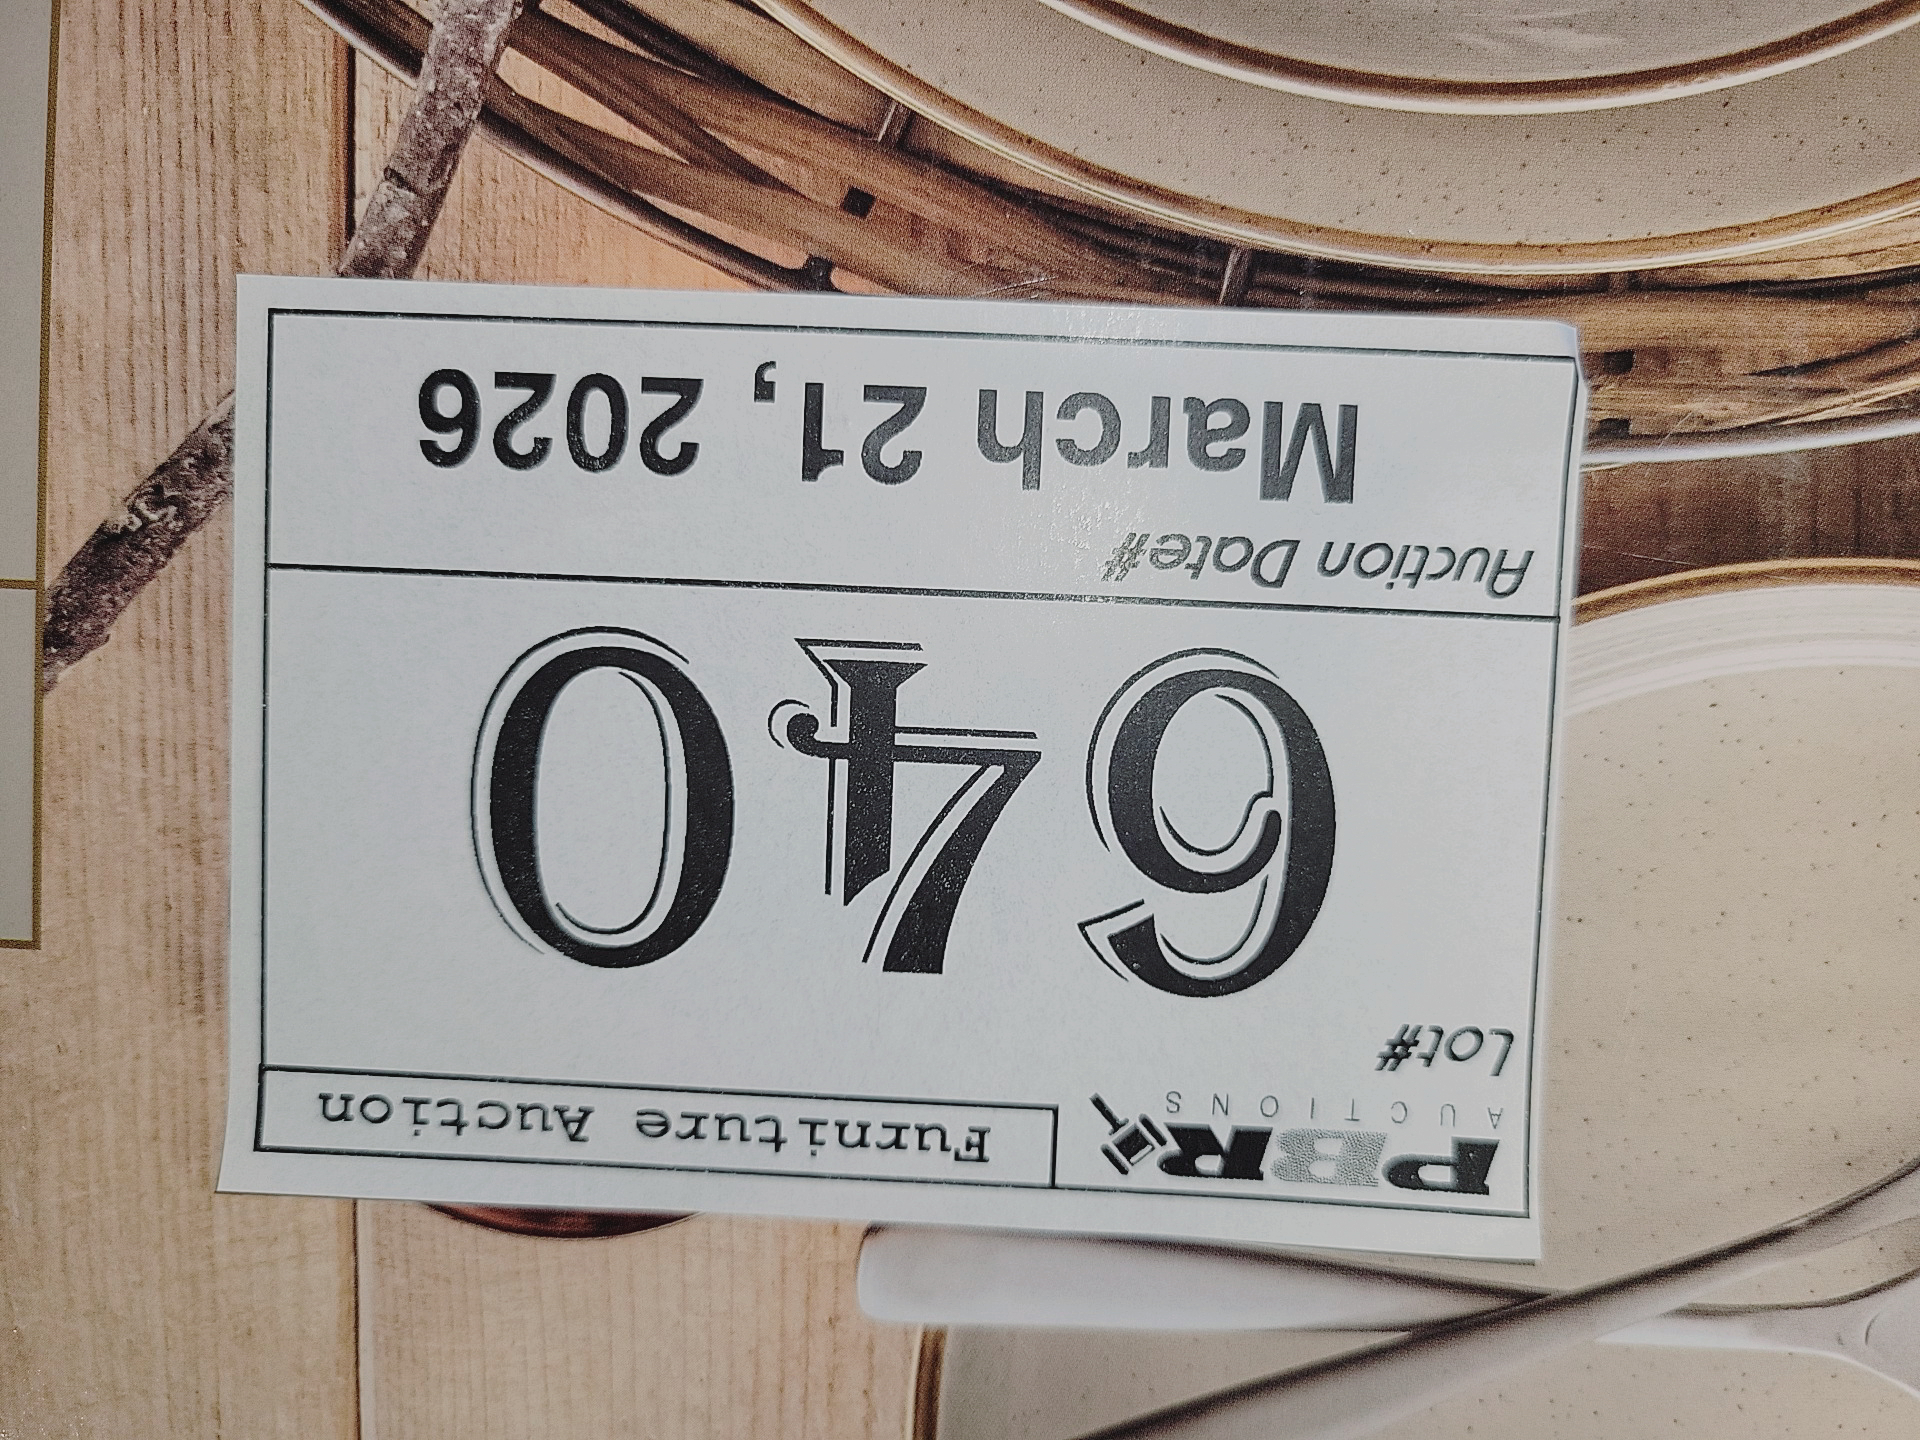 PBR
AUCTIONS
Furniture Auction
Lot#
640
Auction Date#
March 21, 2026